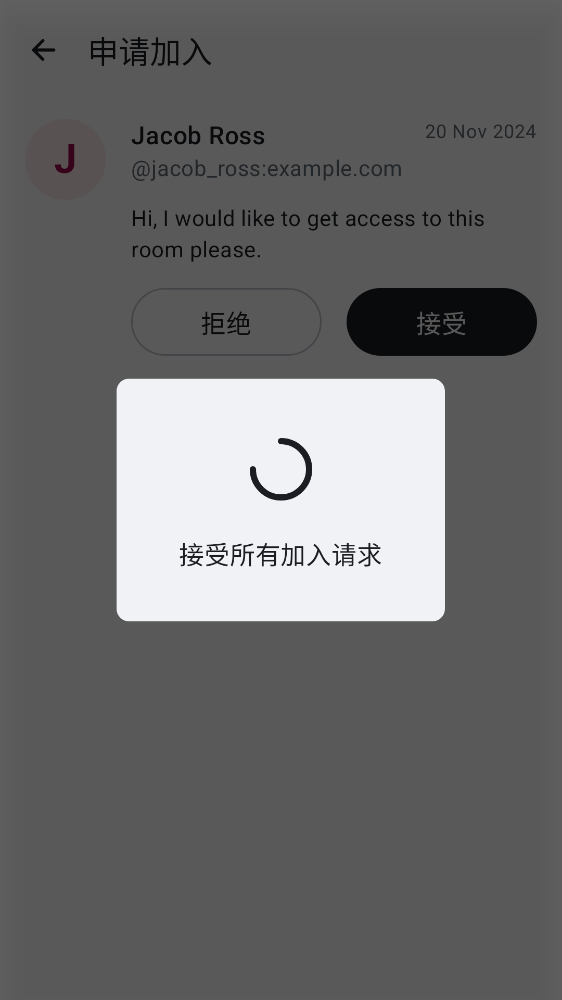 申请加入
J
Jacob Ross
20 Nov 2024
@jacob_ross:example.com
Hi, I would like to get access to this
room please.
拒绝
接受
接受所有加入请求